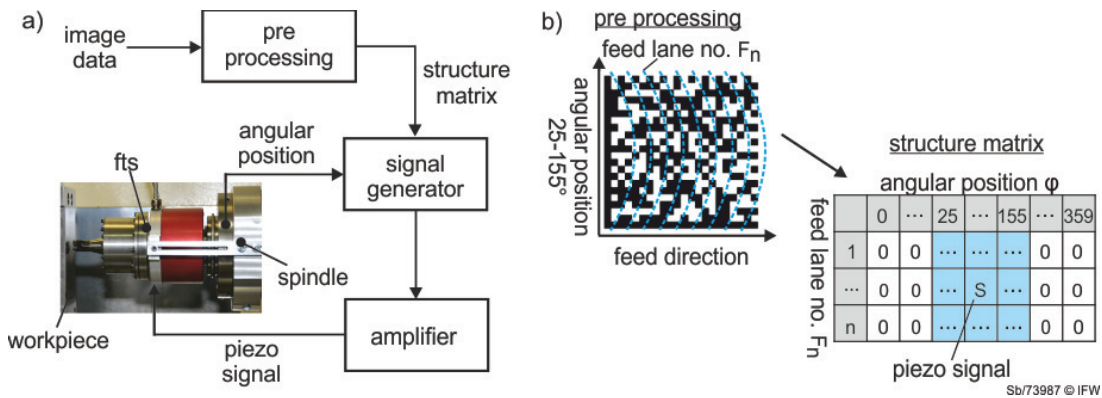 a)
image
data
pre
processing
structure
matrix
angular
position
fts
signal
generator
spindle
workpiece
piezo
signal
amplifier
b)
pre processing
feed lane no. Fn
angular position
25-155°
feed direction
structure matrix
angular position φ
feed lane no. Fn
0 ... 25 ... 155 ... 359
1 0 0 ... ... ... 0 0
... 0 0 ... S ... 0 0
n 0 0 ... ... ... 0 0
piezo signal
Sb/73987 © IFW